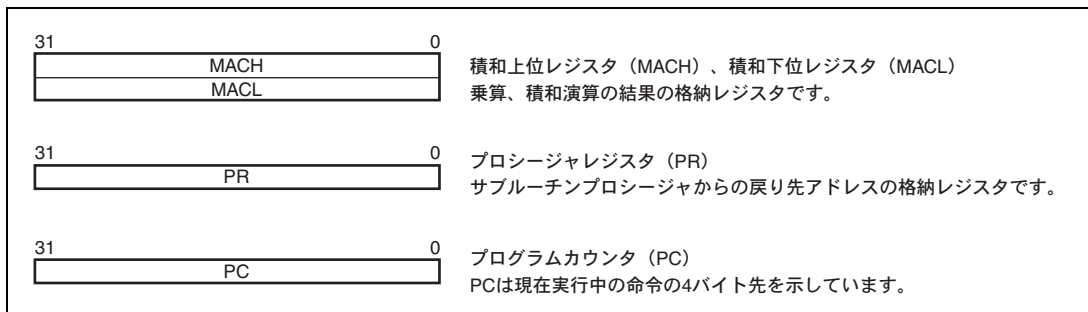 31 0
MACH
MACL
積和上位レジスタ（MACH）、積和下位レジスタ（MACL）
乗算、積和演算の結果の格納レジスタです。
31 0
PR
プロシージャレジスタ（PR）
サブルーチンプロシージャからの戻り先アドレスの格納レジスタです。
31 0
PC
プログラムカウンタ（PC）
PCは現在実行中の命令の4バイト先を示しています。